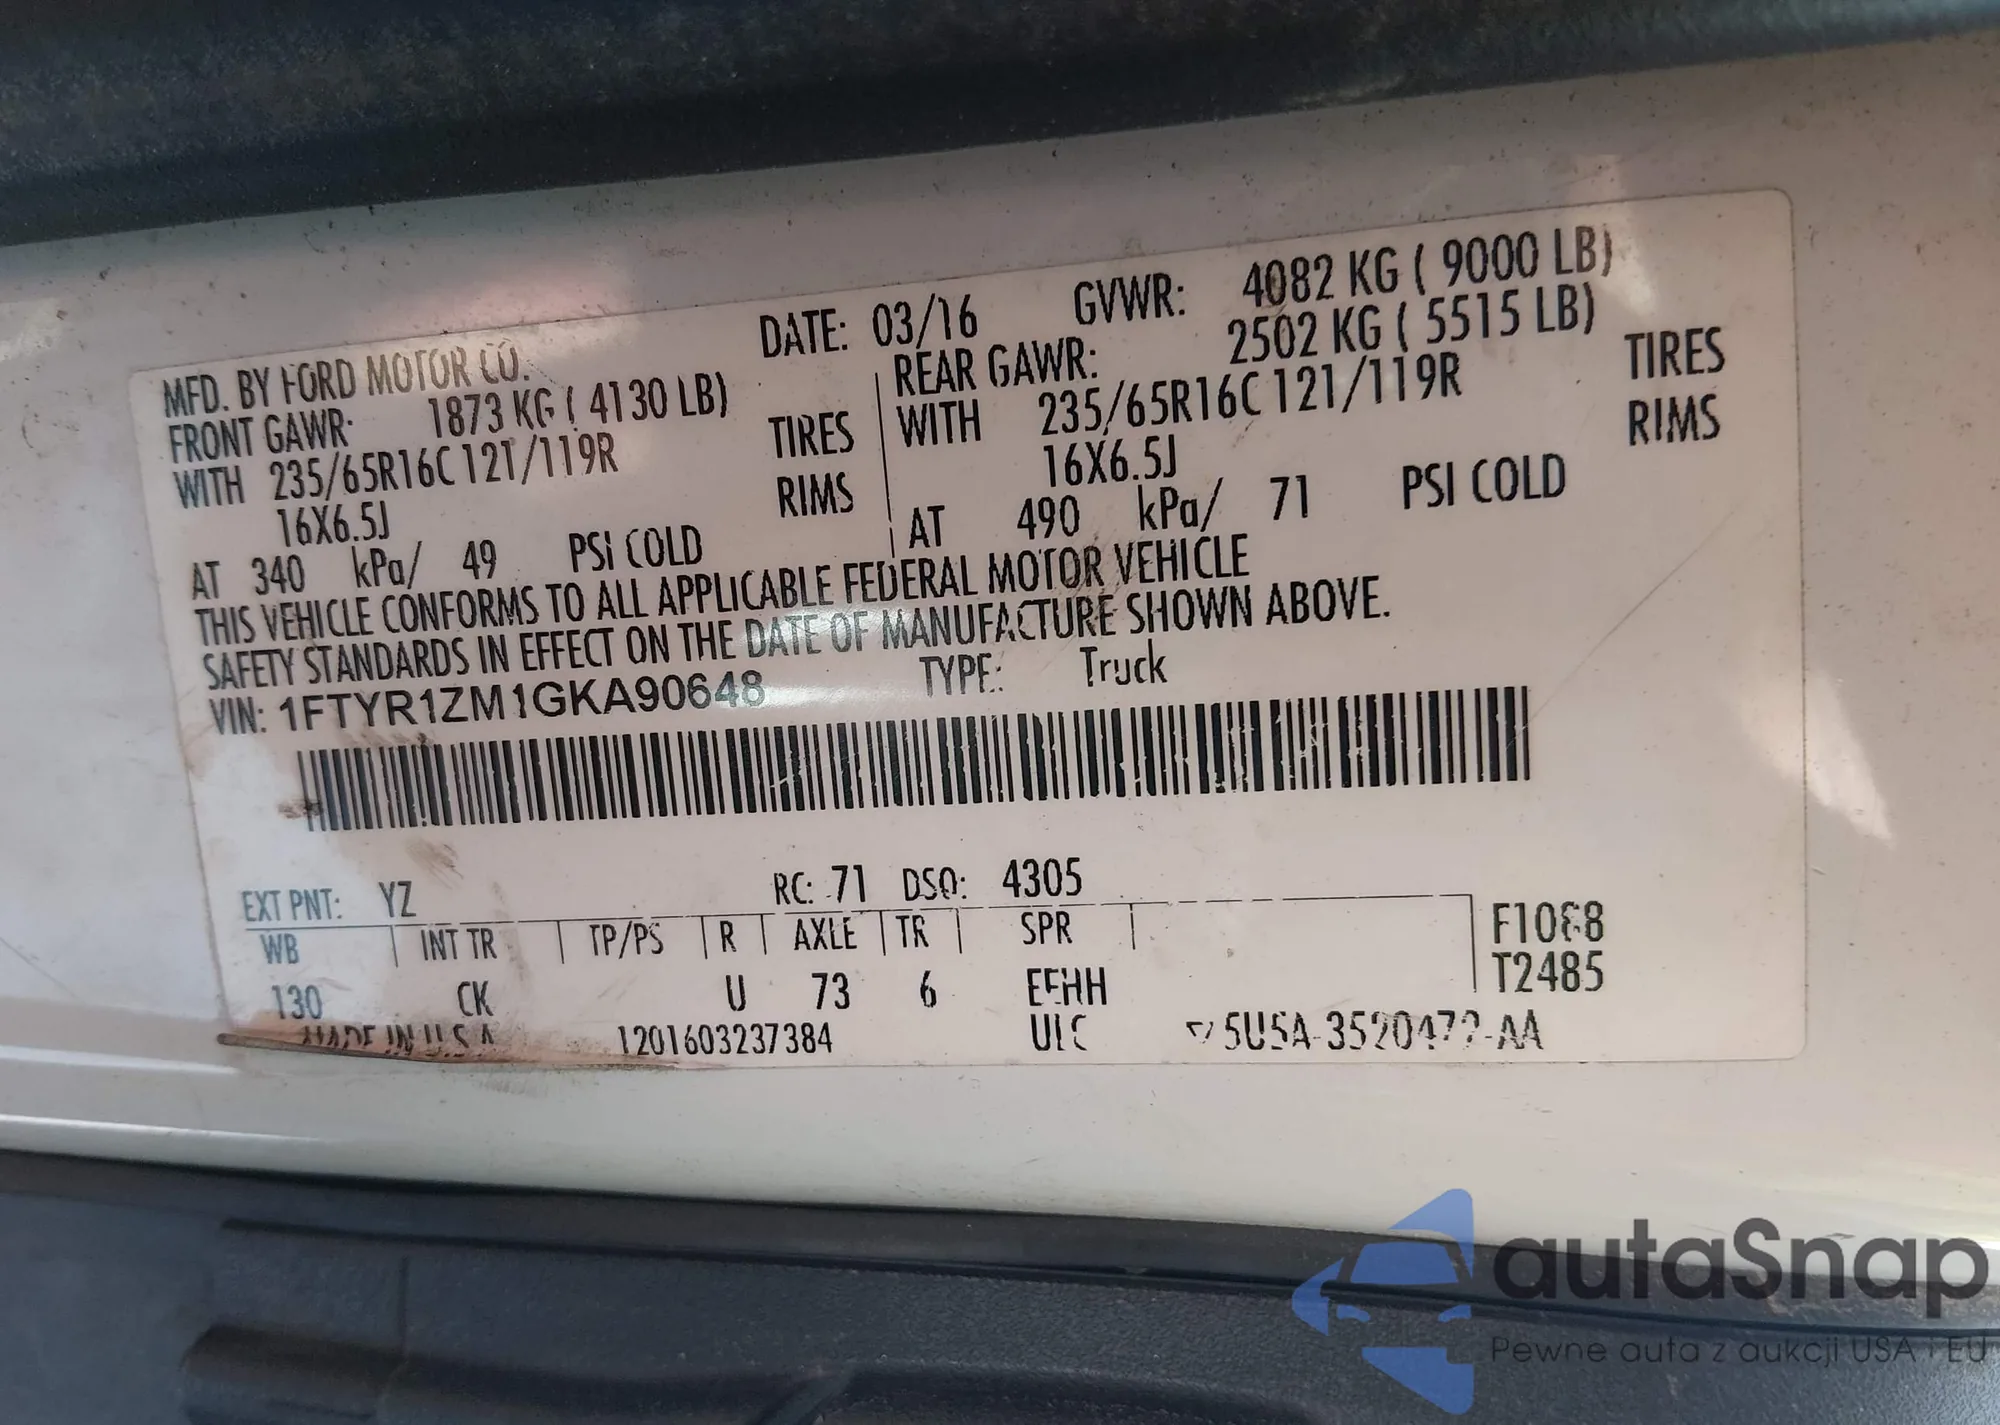 MFD. BY FORD MOTOR CO.
DATE: 03/16 GVWR: 4082 KG ( 9000 LB)
FRONT GAWR: 1873 KG ( 4130 LB)
WITH 235/65R16C 121/119R TIRES
16X6.5J RIMS
AT 340 kPa/ 49 PSI COLD
REAR GAWR: 2502 KG ( 5515 LB)
WITH 235/65R16C 121/119R TIRES
16X6.5J RIMS
AT 490 kPa/ 71 PSI COLD
THIS VEHICLE CONFORMS TO ALL APPLICABLE FEDERAL MOTOR VEHICLE
SAFETY STANDARDS IN EFFECT ON THE DATE OF MANUFACTURE SHOWN ABOVE.
VIN: 1FTYR1ZM1GKA90648 TYPE: Truck
EXT PNT: YZ RC: 71 DSO: 4305
WB INT TR TP/PS R AXLE TR SPR
130 CK U 73 6 EEHH
F1068
T2485
MADE IN U.S.A 1201603237384
autaSnap
Pewne auta z aukcji USA i EU